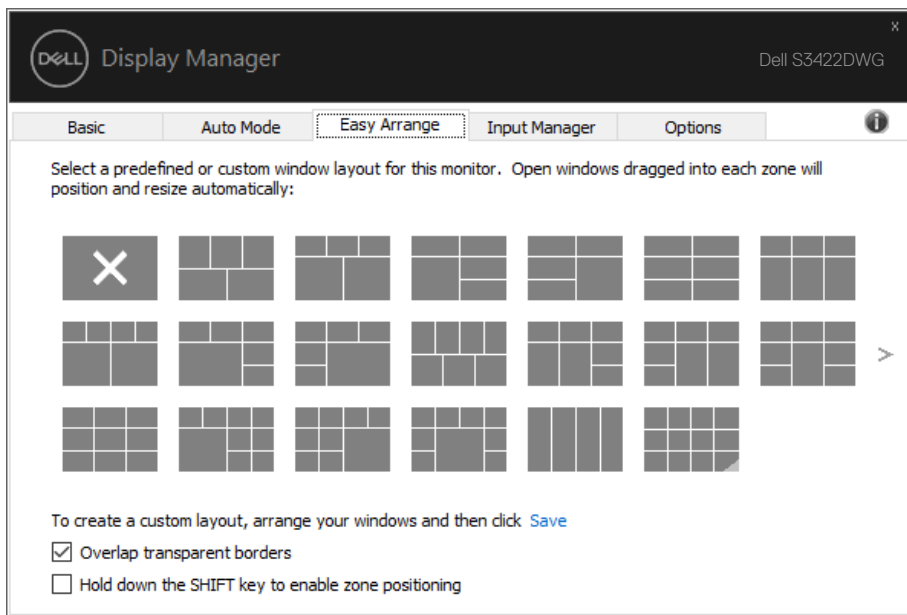 x
DELL Display Manager
Dell S3422DWG
Basic Auto Mode Easy Arrange Input Manager Options i
Select a predefined or custom window layout for this monitor. Open windows dragged into each zone will
position and resize automatically:
>
To create a custom layout, arrange your windows and then click Save
Overlap transparent borders
Hold down the SHIFT key to enable zone positioning